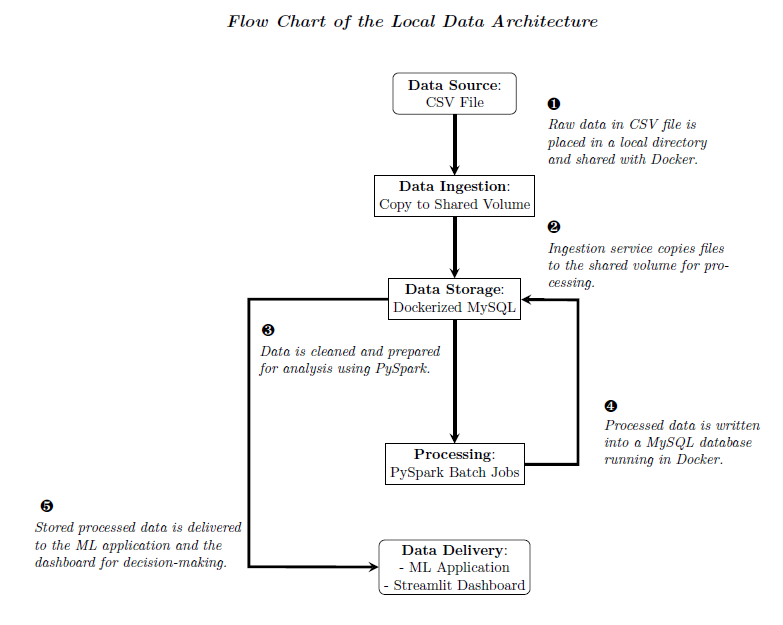 Flow Chart of the Local Data Architecture
Data Source:
CSV File
❶
Raw data in CSV file is
placed in a local directory
and shared with Docker.
Data Ingestion:
Copy to Shared Volume
❷
Ingestion service copies files
to the shared volume for pro-
cessing.
Data Storage:
Dockerized MySQL
❸
Data is cleaned and prepared
for analysis using PySpark.
❹
Processed data is written
into a MySQL database
running in Docker.
Processing:
PySpark Batch Jobs
❺
Stored processed data is delivered
to the ML application and the
dashboard for decision-making.
Data Delivery:
- ML Application
- Streamlit Dashboard